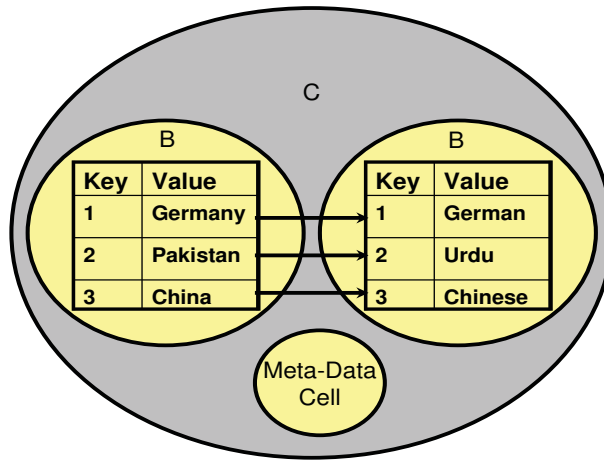 C
B
Key Value
1 Germany
2 Pakistan
3 China
B
Key Value
1 German
2 Urdu
3 Chinese
Meta-Data
Cell